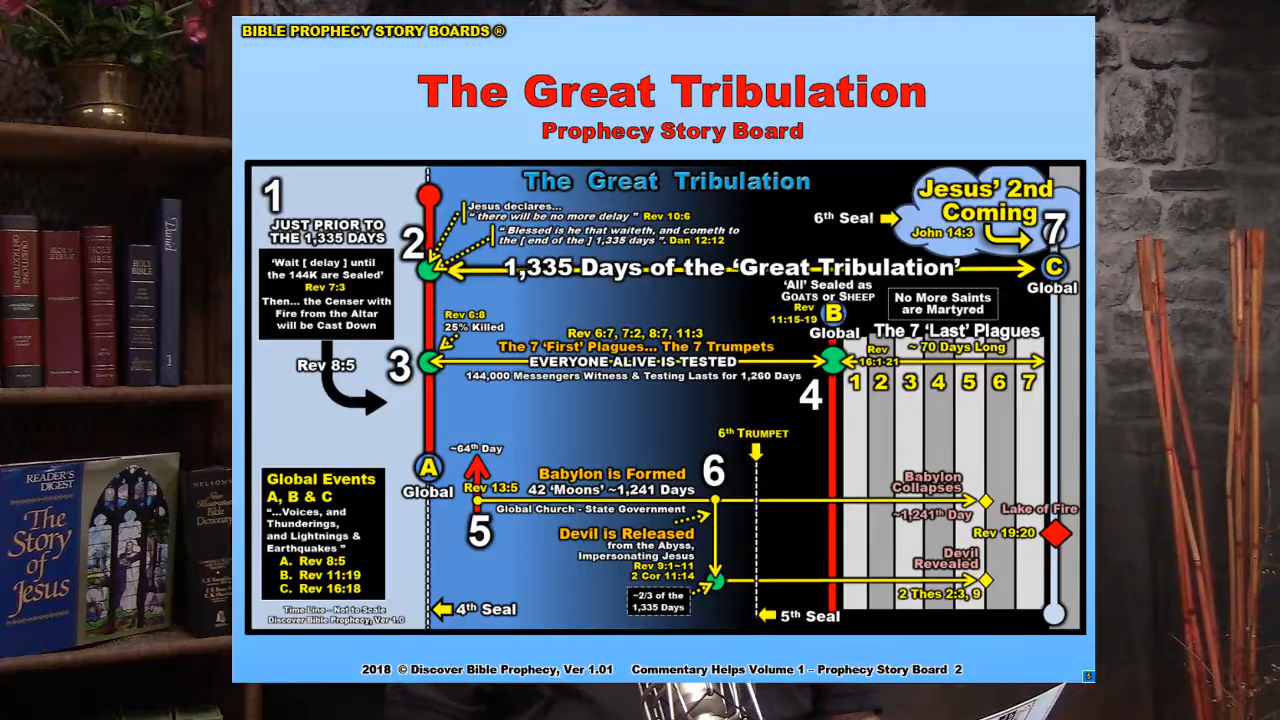 BIBLE PROPHECY STORY BOARDS ®
The Great Tribulation
Prophecy Story Board
1
JUST PRIOR TO
THE 1,335 DAYS
'Wait [ delay ] until
the 144K are Sealed'
Rev 7:3
Then... the Censer with
Fire from the Altar
will be Cast Down
Rev 8:5
Global Events
A, B & C
"...Voices, and
Thunderings,
and Lightnings &
Earthquakes "
A. Rev 8:5
B. Rev 11:19
C. Rev 16:18
Time Line—Not to Scale
Discover Bible Prophecy, Ver 1.0
The Great Tribulation
2
Jesus declares...
" there will be no more delay " Rev 10:6
" Blessed is he that waiteth, and cometh to
the [ end of the ] 1,335 days ". Dan 12:12
6th Seal
Jesus' 2nd
Coming
John 14:3
7
1,335 Days of the 'Great Tribulation'
C
Global
'All' Sealed as
GOATS or SHEEP
Rev
11:15-19
B
Global
No More Saints
are Martyred
The 7 'Last' Plagues
Rev
16:1-21
~ 70 Days Long
1 2 3 4 5 6 7
3
Rev 6:8
25% Killed
Rev 6:7, 7:2, 8:7, 11:3
The 7 'First' Plagues... The 7 Trumpets
EVERYONE ALIVE IS TESTED
144,000 Messengers Witness & Testing Lasts for 1,260 Days
4
A
Global
~64th Day
Rev 13:5
5
Babylon is Formed
42 'Moons' ~1,241 Days
Global Church - State Government
6
6th TRUMPET
Devil is Released
from the Abyss,
Impersonating Jesus
Rev 9:1~11
2 Cor 11:14
~2/3 of the
1,335 Days
Babylon
Collapses
~1,241th Day
Lake of Fire
Rev 19:20
Devil
Revealed
2 Thes 2:3, 9
4th Seal
5th Seal
2018 © Discover Bible Prophecy, Ver 1.01 Commentary Helps Volume 1 – Prophecy Story Board 2
5
HOLY
BIBLE
Daniel
READER'S
DIGEST
The
Story
of
Jesus